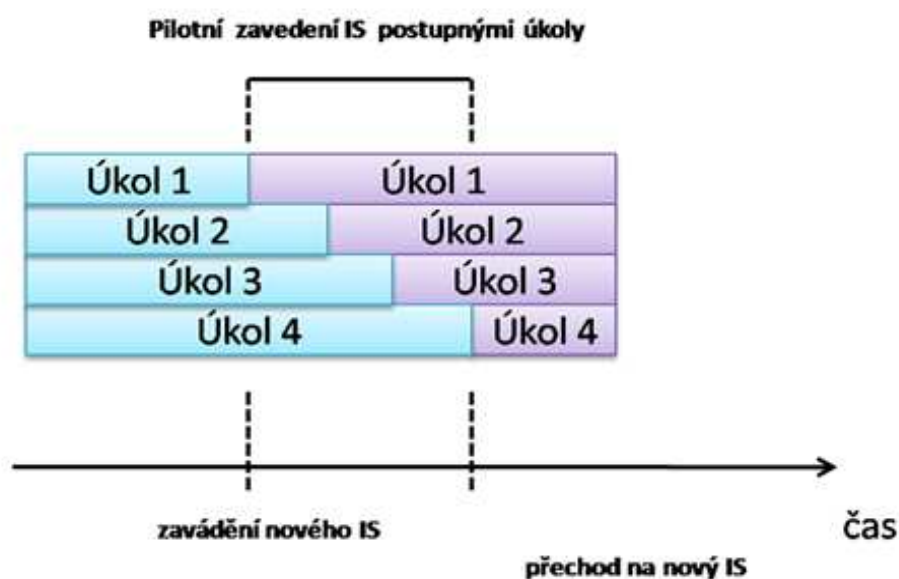 Pilotní zavedení IS postupnými úkoly
Úkol 1 Úkol 1
Úkol 2 Úkol 2
Úkol 3 Úkol 3
Úkol 4 Úkol 4
zavádění nového IS
čas
přechod na nový IS